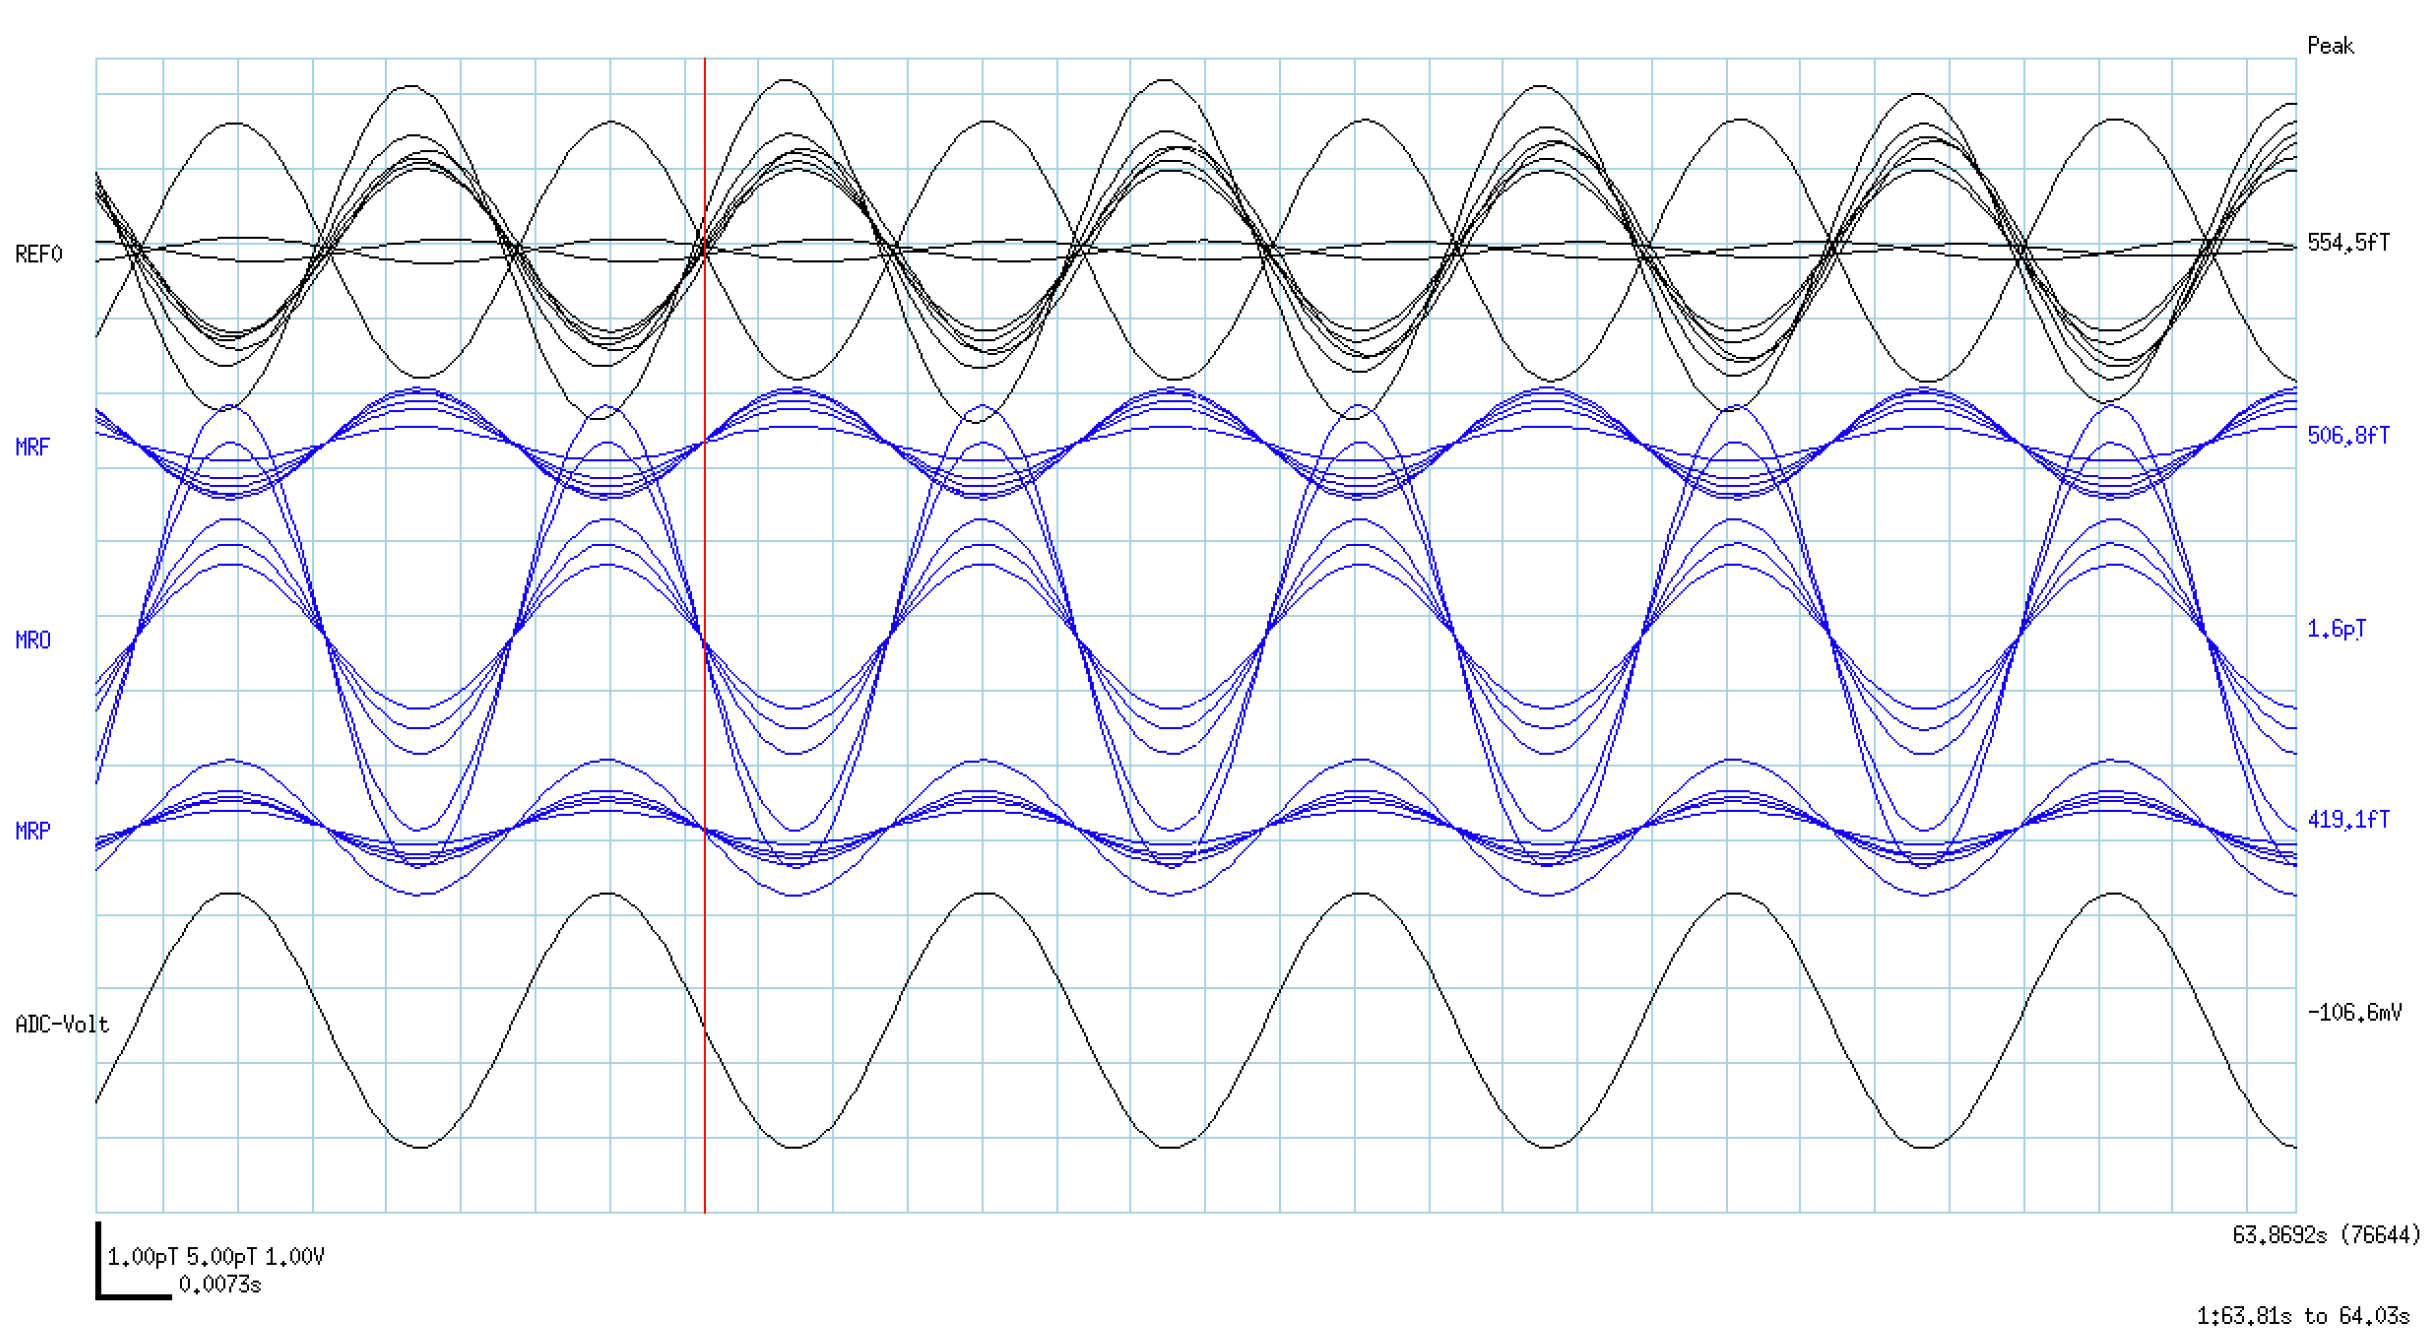 Peak
REF0 554.5fT
MRF 506.8fT
MRO 1.6pT
MRP 419.1fT
ADC-Volt -106.6mV
63.8692s (76644)
1.00pT 5.00pT 1.00V
0.0073s
1:63.81s to 64.03s